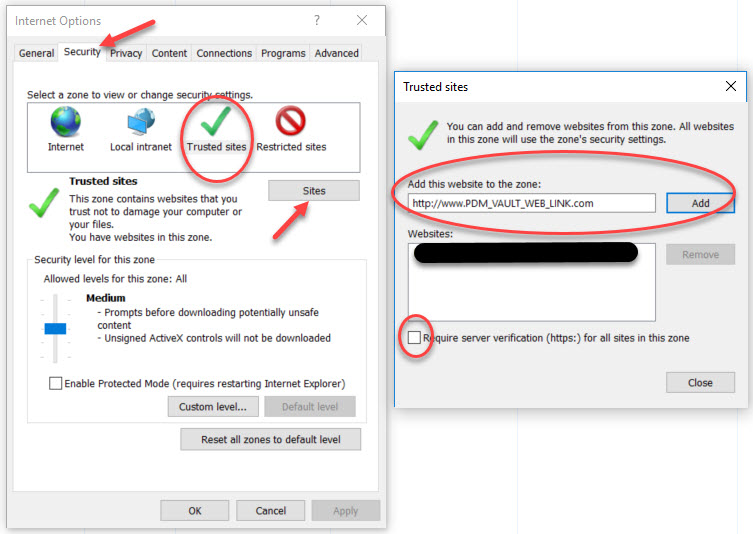 Internet Options
?
General
Security
Privacy
Content
Connections
Programs
Advanced
Select a zone to view or change security settings.
Internet
Local intranet
Trusted sites
Restricted sites
Trusted sites
Sites
This zone contains websites that you
trust not to damage your computer or
your files.
You have websites in this zone.
Security level for this zone
Allowed levels for this zone: All
Medium
- Prompts before downloading potentially unsafe
content
- Unsigned ActiveX controls will not be downloaded
Enable Protected Mode (requires restarting Internet Explorer)
Custom level...
Default level
Reset all zones to default level
OK
Cancel
Apply
Trusted sites
You can add and remove websites from this zone. All websites
in this zone will use the zone's security settings.
Add this website to the zone:
http://www.PDM_VAULT_WEB_LINK.com
Add
Websites:
Remove
Require server verification (https:) for all sites in this zone
Close